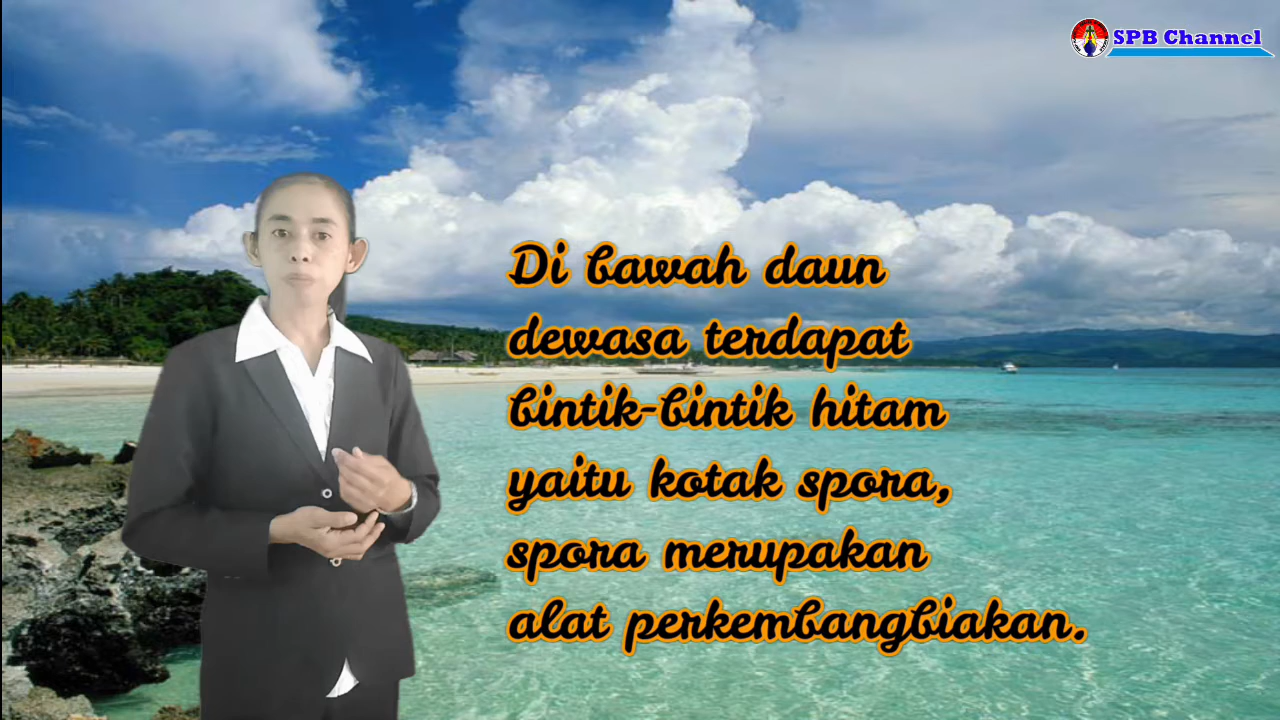 SPB Channel
Di bawah daun
dewasa terdapat
bintik-bintik hitam
yaitu kotak spora,
spora merupakan
alat perkembangbiakan.